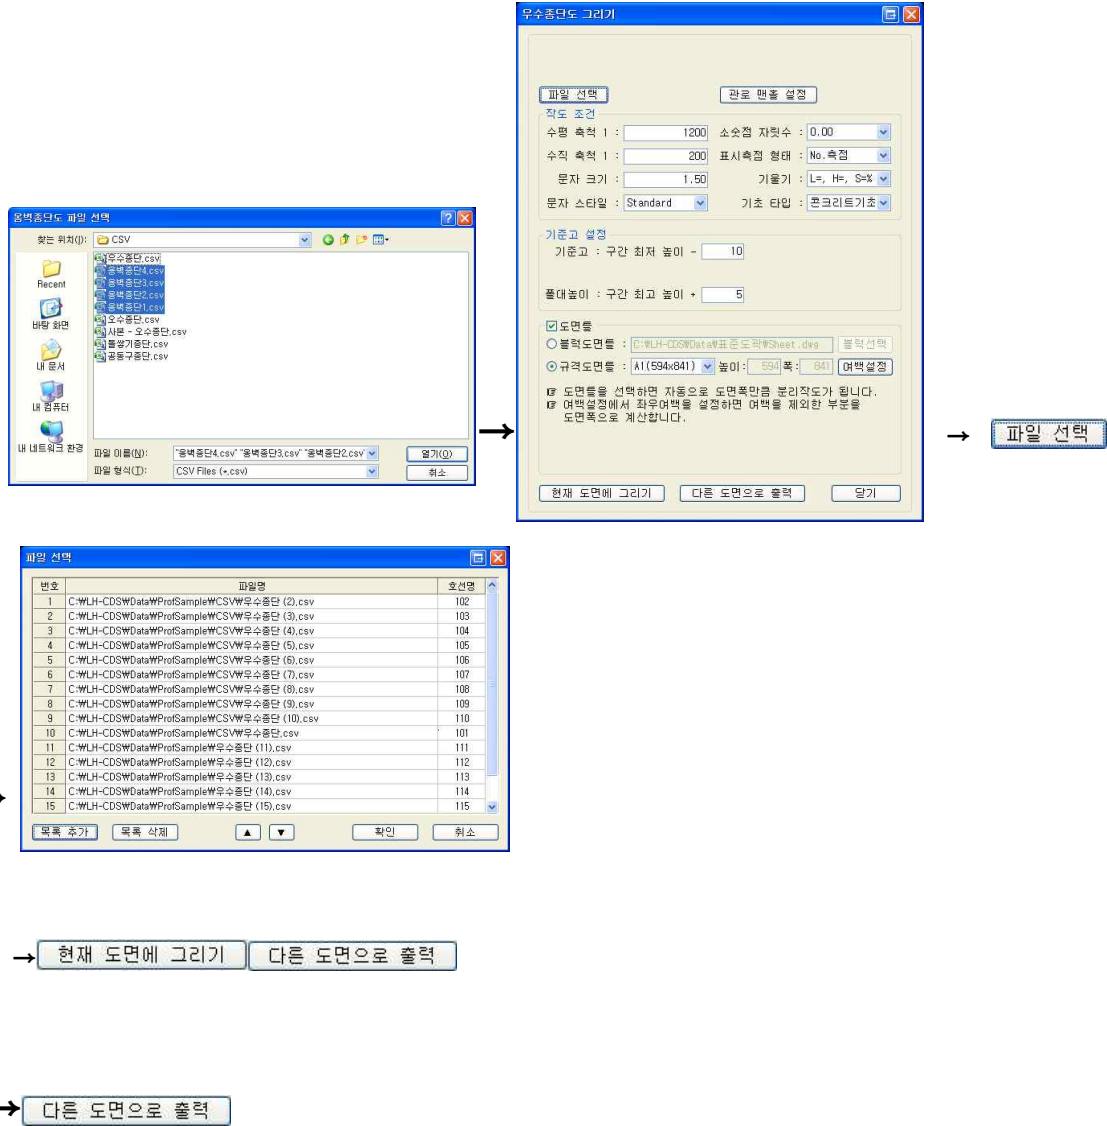 옹벽종단도 파일 선택
찾는 위치(I): CSV
Recent
바탕 화면
내 문서
내 컴퓨터
내 네트워크 환경
우수종단.csv
옹벽종단4.csv
옹벽종단3.csv
옹벽종단2.csv
옹벽종단1.csv
오수종단.csv
사본 - 오수종단.csv
돌쌓기종단.csv
공동구종단.csv
파일 이름(N): "옹벽종단4.csv" "옹벽종단3.csv" "옹벽종단2.csv" 열기(O)
파일 형식(T): CSV Files (*.csv) 취소
→
우수종단도 그리기
파일 선택 관로 맨홀 설정
작도 조건
수평 축척 1 : 1200 소숫점 자릿수 : 0.00
수직 축척 1 : 200 표시측점 형태 : No.측점
문자 크기 : 1.50 기울기 : L=, H=, S=%
문자 스타일 : Standard 기초 타입 : 콘크리트기초
기준고 설정
기준고 : 구간 최저 높이 - 10
폴대높이 : 구간 최고 높이 + 5
도면틀
블럭도면틀 : C:₩LH-CDS₩Data₩표준도곽₩Sheet.dwg 블럭선택
규격도면틀 : A1(594x841) 높이: 594 폭: 841 여백설정
☞ 도면틀을 선택하면 자동으로 도면폭만큼 분리작도가 됩니다.
☞ 여백설정에서 좌우여백을 설정하면 여백을 제외한 부분을
도면폭으로 계산합니다.
현재 도면에 그리기 다른 도면으로 출력 닫기
→ 파일 선택
파일 선택
번호 파일명 호선명
1 C:₩LH-CDS₩Data₩ProfSample₩CSV₩우수종단 (2).csv 102
2 C:₩LH-CDS₩Data₩ProfSample₩CSV₩우수종단 (3).csv 103
3 C:₩LH-CDS₩Data₩ProfSample₩CSV₩우수종단 (4).csv 104
4 C:₩LH-CDS₩Data₩ProfSample₩CSV₩우수종단 (5).csv 105
5 C:₩LH-CDS₩Data₩ProfSample₩CSV₩우수종단 (6).csv 106
6 C:₩LH-CDS₩Data₩ProfSample₩CSV₩우수종단 (7).csv 107
7 C:₩LH-CDS₩Data₩ProfSample₩CSV₩우수종단 (8).csv 108
8 C:₩LH-CDS₩Data₩ProfSample₩CSV₩우수종단 (9).csv 109
9 C:₩LH-CDS₩Data₩ProfSample₩CSV₩우수종단 (10).csv 110
10 C:₩LH-CDS₩Data₩ProfSample₩CSV₩우수종단.csv 101
11 C:₩LH-CDS₩Data₩ProfSample₩우수종단 (11).csv 111
12 C:₩LH-CDS₩Data₩ProfSample₩우수종단 (12).csv 112
13 C:₩LH-CDS₩Data₩ProfSample₩우수종단 (13).csv 113
14 C:₩LH-CDS₩Data₩ProfSample₩우수종단 (14).csv 114
15 C:₩LH-CDS₩Data₩ProfSample₩우수종단 (15).csv 115
목록 추가 목록 삭제 ▲ ▼ 확인 취소
→ 현재 도면에 그리기 다른 도면으로 출력
→ 다른 도면으로 출력